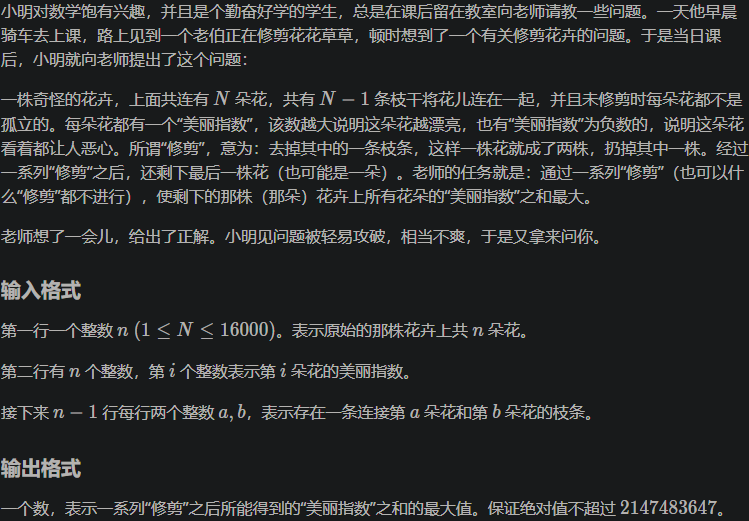 小明对数学饱有兴趣，并且是个勤奋好学的学生，总是在课后留在教室向老师请教一些问题。一天他早晨
骑车去上课，路上见到一个老伯正在修剪花花草草，顿时想到了一个有关修剪花卉的问题。于是当日课
后，小明就向老师提出了这个问题：
一株奇怪的花卉，上面共连有 N 朵花，共有 N − 1 条枝干将花儿连在一起，并且未修剪时每朵花都不是
孤立的。每朵花都有一个“美丽指数”，该数越大说明这朵花越漂亮，也有“美丽指数”为负数的，说明这朵花
看着都让人恶心。所谓“修剪”，意为：去掉其中的一条枝条，这样一株花就成了两株，扔掉其中一株。经过
一系列“修剪“之后，还剩下最后一株花（也可能是一朵）。老师的任务就是：通过一系列“修剪”（也可以什
么“修剪”都不进行），使剩下的那株（那朵）花卉上所有花朵的“美丽指数”之和最大。
老师想了一会儿，给出了正解。小明见问题被轻易攻破，相当不爽，于是又拿来问你。
输入格式
第一行一个整数 n (1 ≤ N ≤ 16000)。表示原始的那株花卉上共 n 朵花。
第二行有 n 个整数，第 i 个整数表示第 i 朵花的美丽指数。
接下来 n − 1 行每行两个整数 a, b，表示存在一条连接第 a 朵花和第 b 朵花的枝条。
输出格式
一个数，表示一系列“修剪”之后所能得到的“美丽指数”之和的最大值。保证绝对值不超过 2147483647。